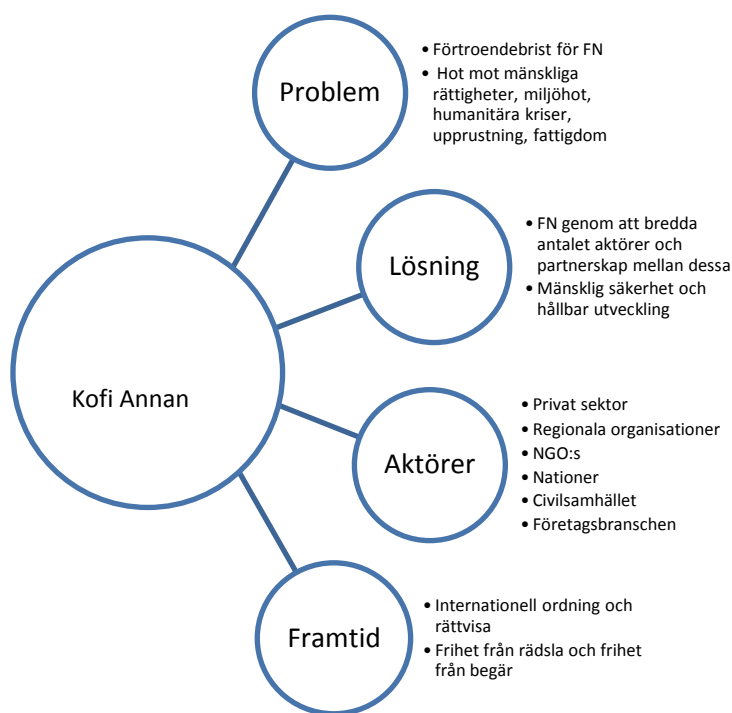 Problem
• Förtroendebrist för FN
• Hot mot mänskliga
rättigheter, miljöhot,
humanitära kriser,
upprustning, fattigdom
Lösning
• FN genom att bredda
antalet aktörer och
partnerskap mellan dessa
• Mänsklig säkerhet och
hållbar utveckling
Kofi Annan
Aktörer
• Privat sektor
• Regionala organisationer
• NGO:s
• Nationer
• Civilsamhället
• Företagsbranschen
Framtid
• Internationell ordning och
rättvisa
• Frihet från rädsla och frihet
från begär